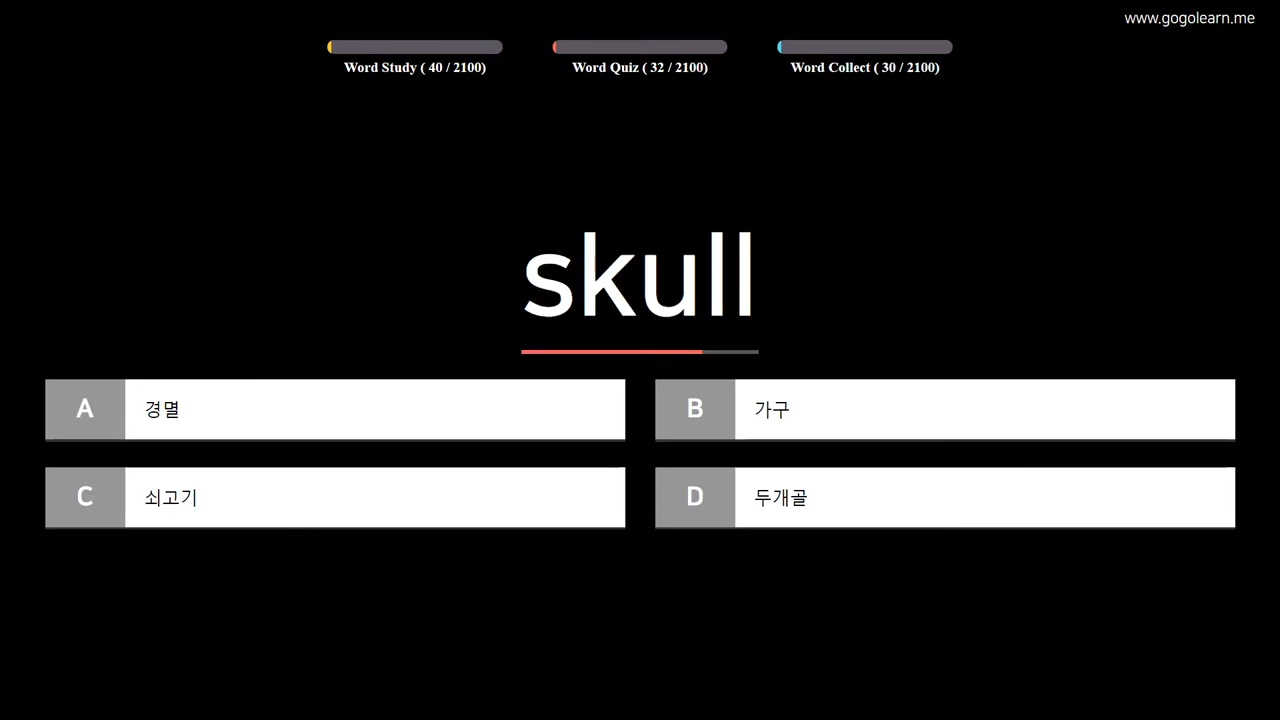 www.gogolearn.me
Word Study ( 40 / 2100)
Word Quiz ( 32 / 2100)
Word Collect ( 30 / 2100)
skull
A 경멸
B 가구
C 쇠고기
D 두개골